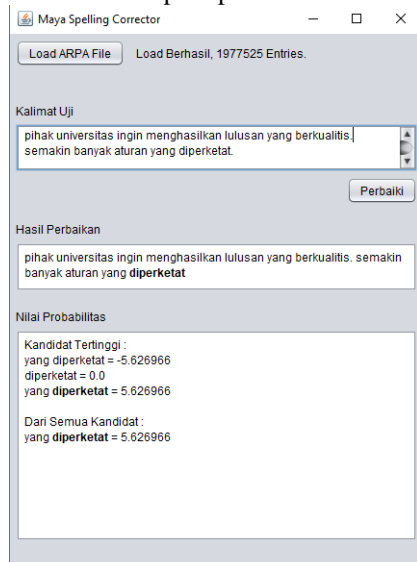 Maya Spelling Corrector
Load ARPA File Load Berhasil, 1977525 Entries.
Kalimat Uji
pihak universitas ingin menghasilkan lulusan yang berkualitis.
semakin banyak aturan yang diperketat.
Perbaiki
Hasil Perbaikan
pihak universitas ingin menghasilkan lulusan yang berkualitis. semakin
banyak aturan yang diperketat
Nilai Probabilitas
Kandidat Tertinggi :
yang diperketat = -5.626966
diperketat = 0.0
yang diperketat = 5.626966
Dari Semua Kandidat :
yang diperketat = 5.626966